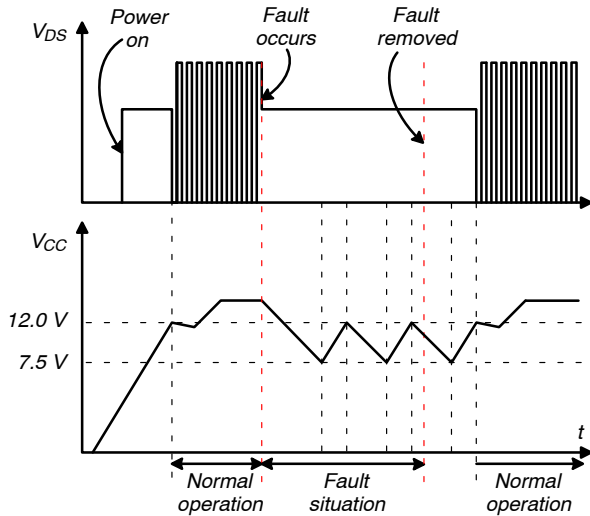 Power
on
Fault
occurs
Fault
removed
VDS
VCC
12.0 V
7.5 V
t
Normal
operation
Fault
situation
Normal
operation